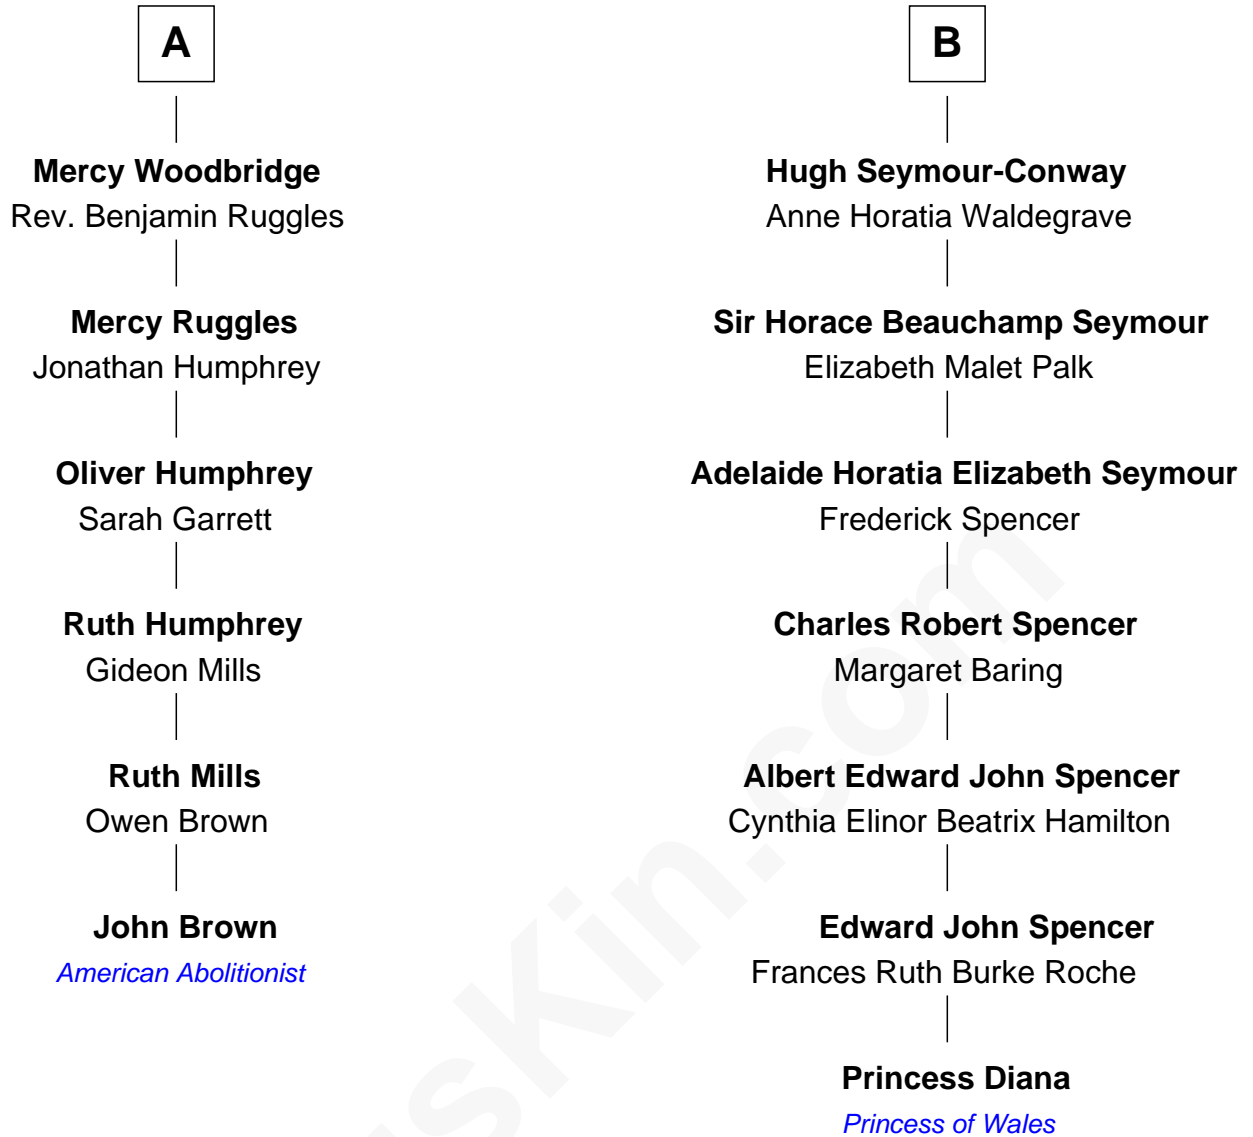 A
Mercy Woodbridge
Rev. Benjamin Ruggles
Mercy Ruggles
Jonathan Humphrey
Oliver Humphrey
Sarah Garrett
Ruth Humphrey
Gideon Mills
Ruth Mills
Owen Brown
John Brown
American Abolitionist
B
Hugh Seymour-Conway
Anne Horatia Waldegrave
Sir Horace Beauchamp Seymour
Elizabeth Malet Palk
Adelaide Horatia Elizabeth Seymour
Frederick Spencer
Charles Robert Spencer
Margaret Baring
Albert Edward John Spencer
Cynthia Elinor Beatrix Hamilton
Edward John Spencer
Frances Ruth Burke Roche
Princess Diana
Princess of Wales